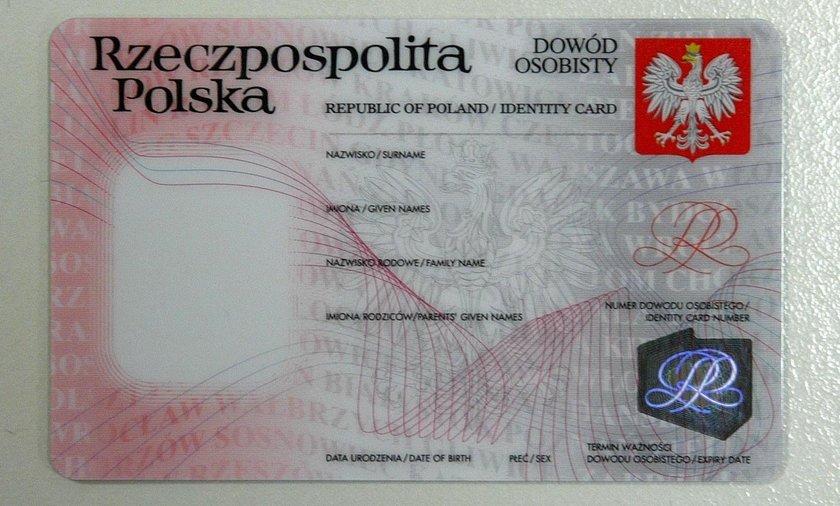 Rzeczpospolita
Polska
DOWÓD
OSOBISTY
REPUBLIC OF POLAND / IDENTITY CARD
NAZWISKO / SURNAME
IMIONA / GIVEN NAMES
NAZWISKO RODOWE / FAMILY NAME
IMIONA RODZICÓW/PARENTS' GIVEN NAMES
NUMER DOWODU OSOBISTEGO /
IDENTITY CARD NUMBER
RP
DATA URODZENIA / DATE OF BIRTH
PŁEĆ / SEX
TERMIN WAŻNOŚCI
DOWODU OSOBISTEGO / EXPIRY DATE